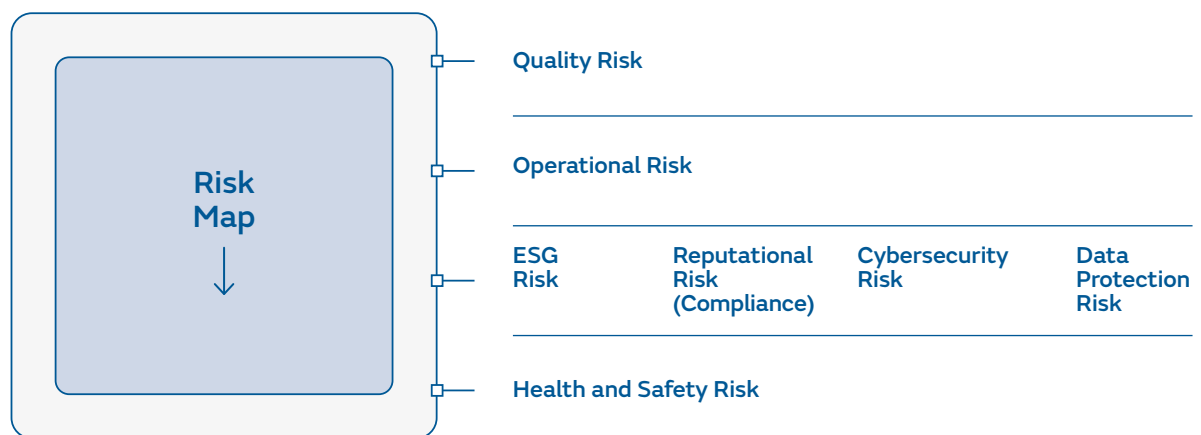 Risk
Map
Quality Risk
Operational Risk
ESG
Risk
Reputational
Risk
(Compliance)
Cybersecurity
Risk
Data
Protection
Risk
Health and Safety Risk